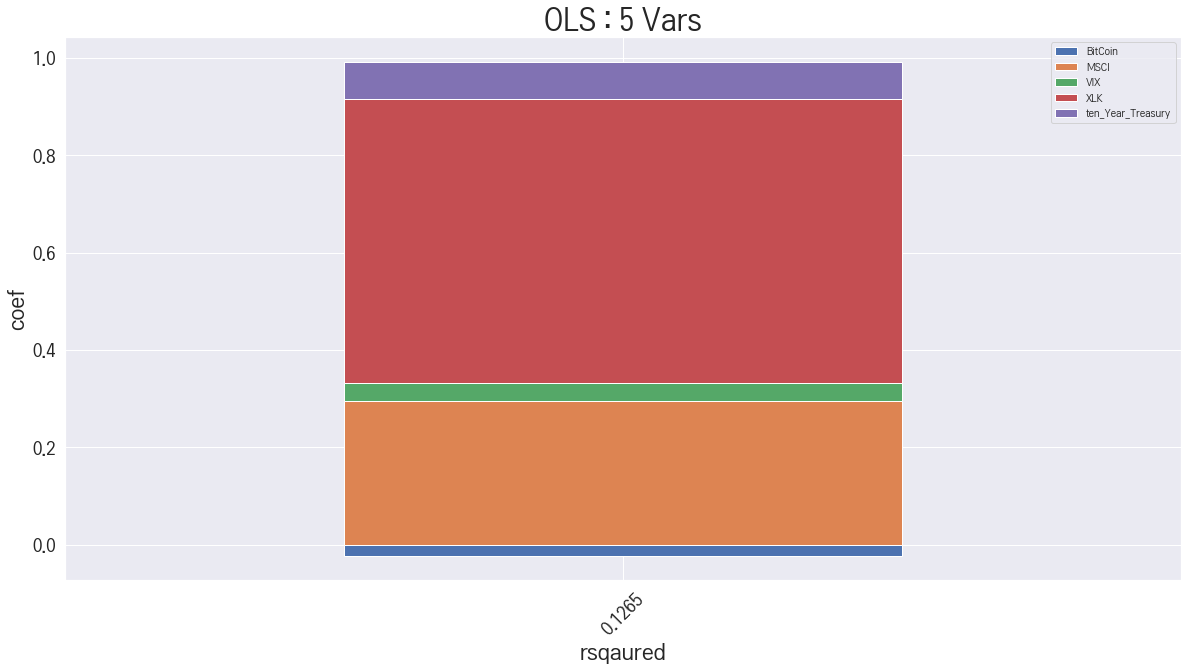 OLS : 5 Vars
BitCoin
MSCI
VIX
XLK
ten_Year_Treasury
1.0
0.8
0.6
0.4
0.2
0.0
coef
0.1265
rsqaured